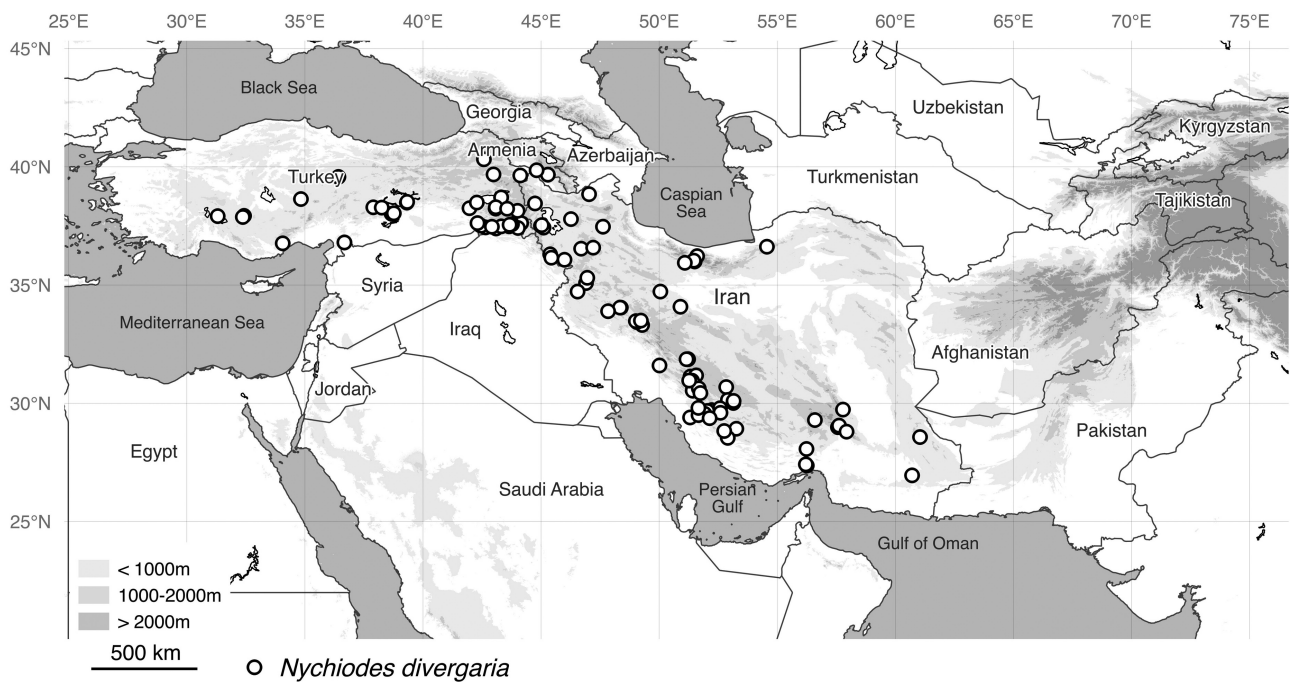 25°E 30°E 35°E 40°E 45°E 50°E 55°E 60°E 65°E 70°E 75°E
45°N
Black Sea
Georgia
Uzbekistan
Kyrgyzstan
40°N
Armenia
Azerbaijan
Turkey
Caspian
Sea
Turkmenistan
Tajikistan
35°N
Syria
Iran
Mediterranean Sea
Iraq
Afghanistan
Jordan
30°N
Egypt
Pakistan
Saudi Arabia
Persian
Gulf
25°N
Gulf of Oman
< 1000m
1000-2000m
> 2000m
500 km
Nychiodes divergaria